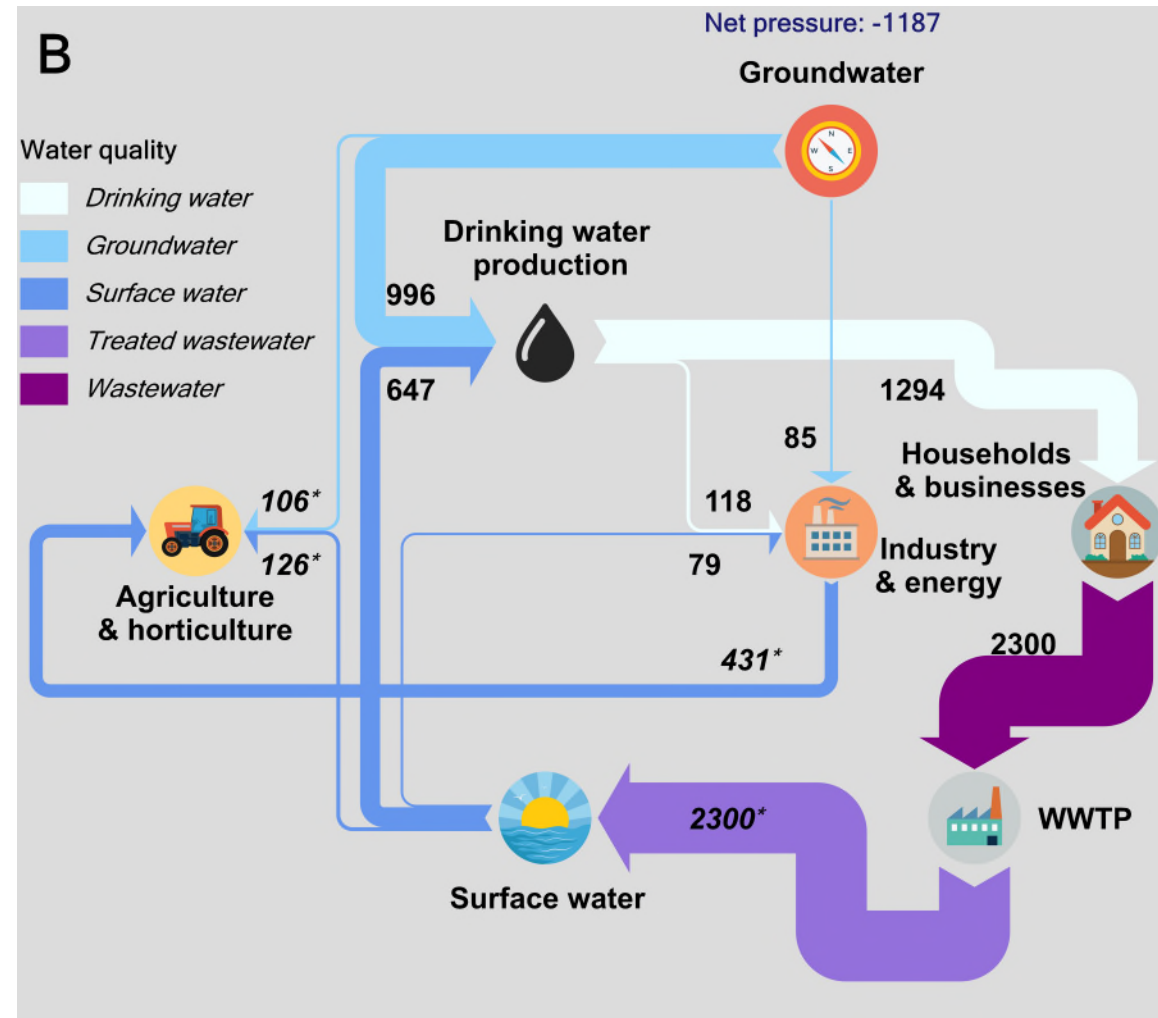 Net pressure: -1187
B
Groundwater
N
W E
S
Water quality
Drinking water
Groundwater
Surface water
Treated wastewater
Wastewater
Drinking water
production
996
647
1294
85
Households
& businesses
106*
118
126*
79
Industry
& energy
Agriculture
& horticulture
431*
2300
2300*
WWTP
Surface water